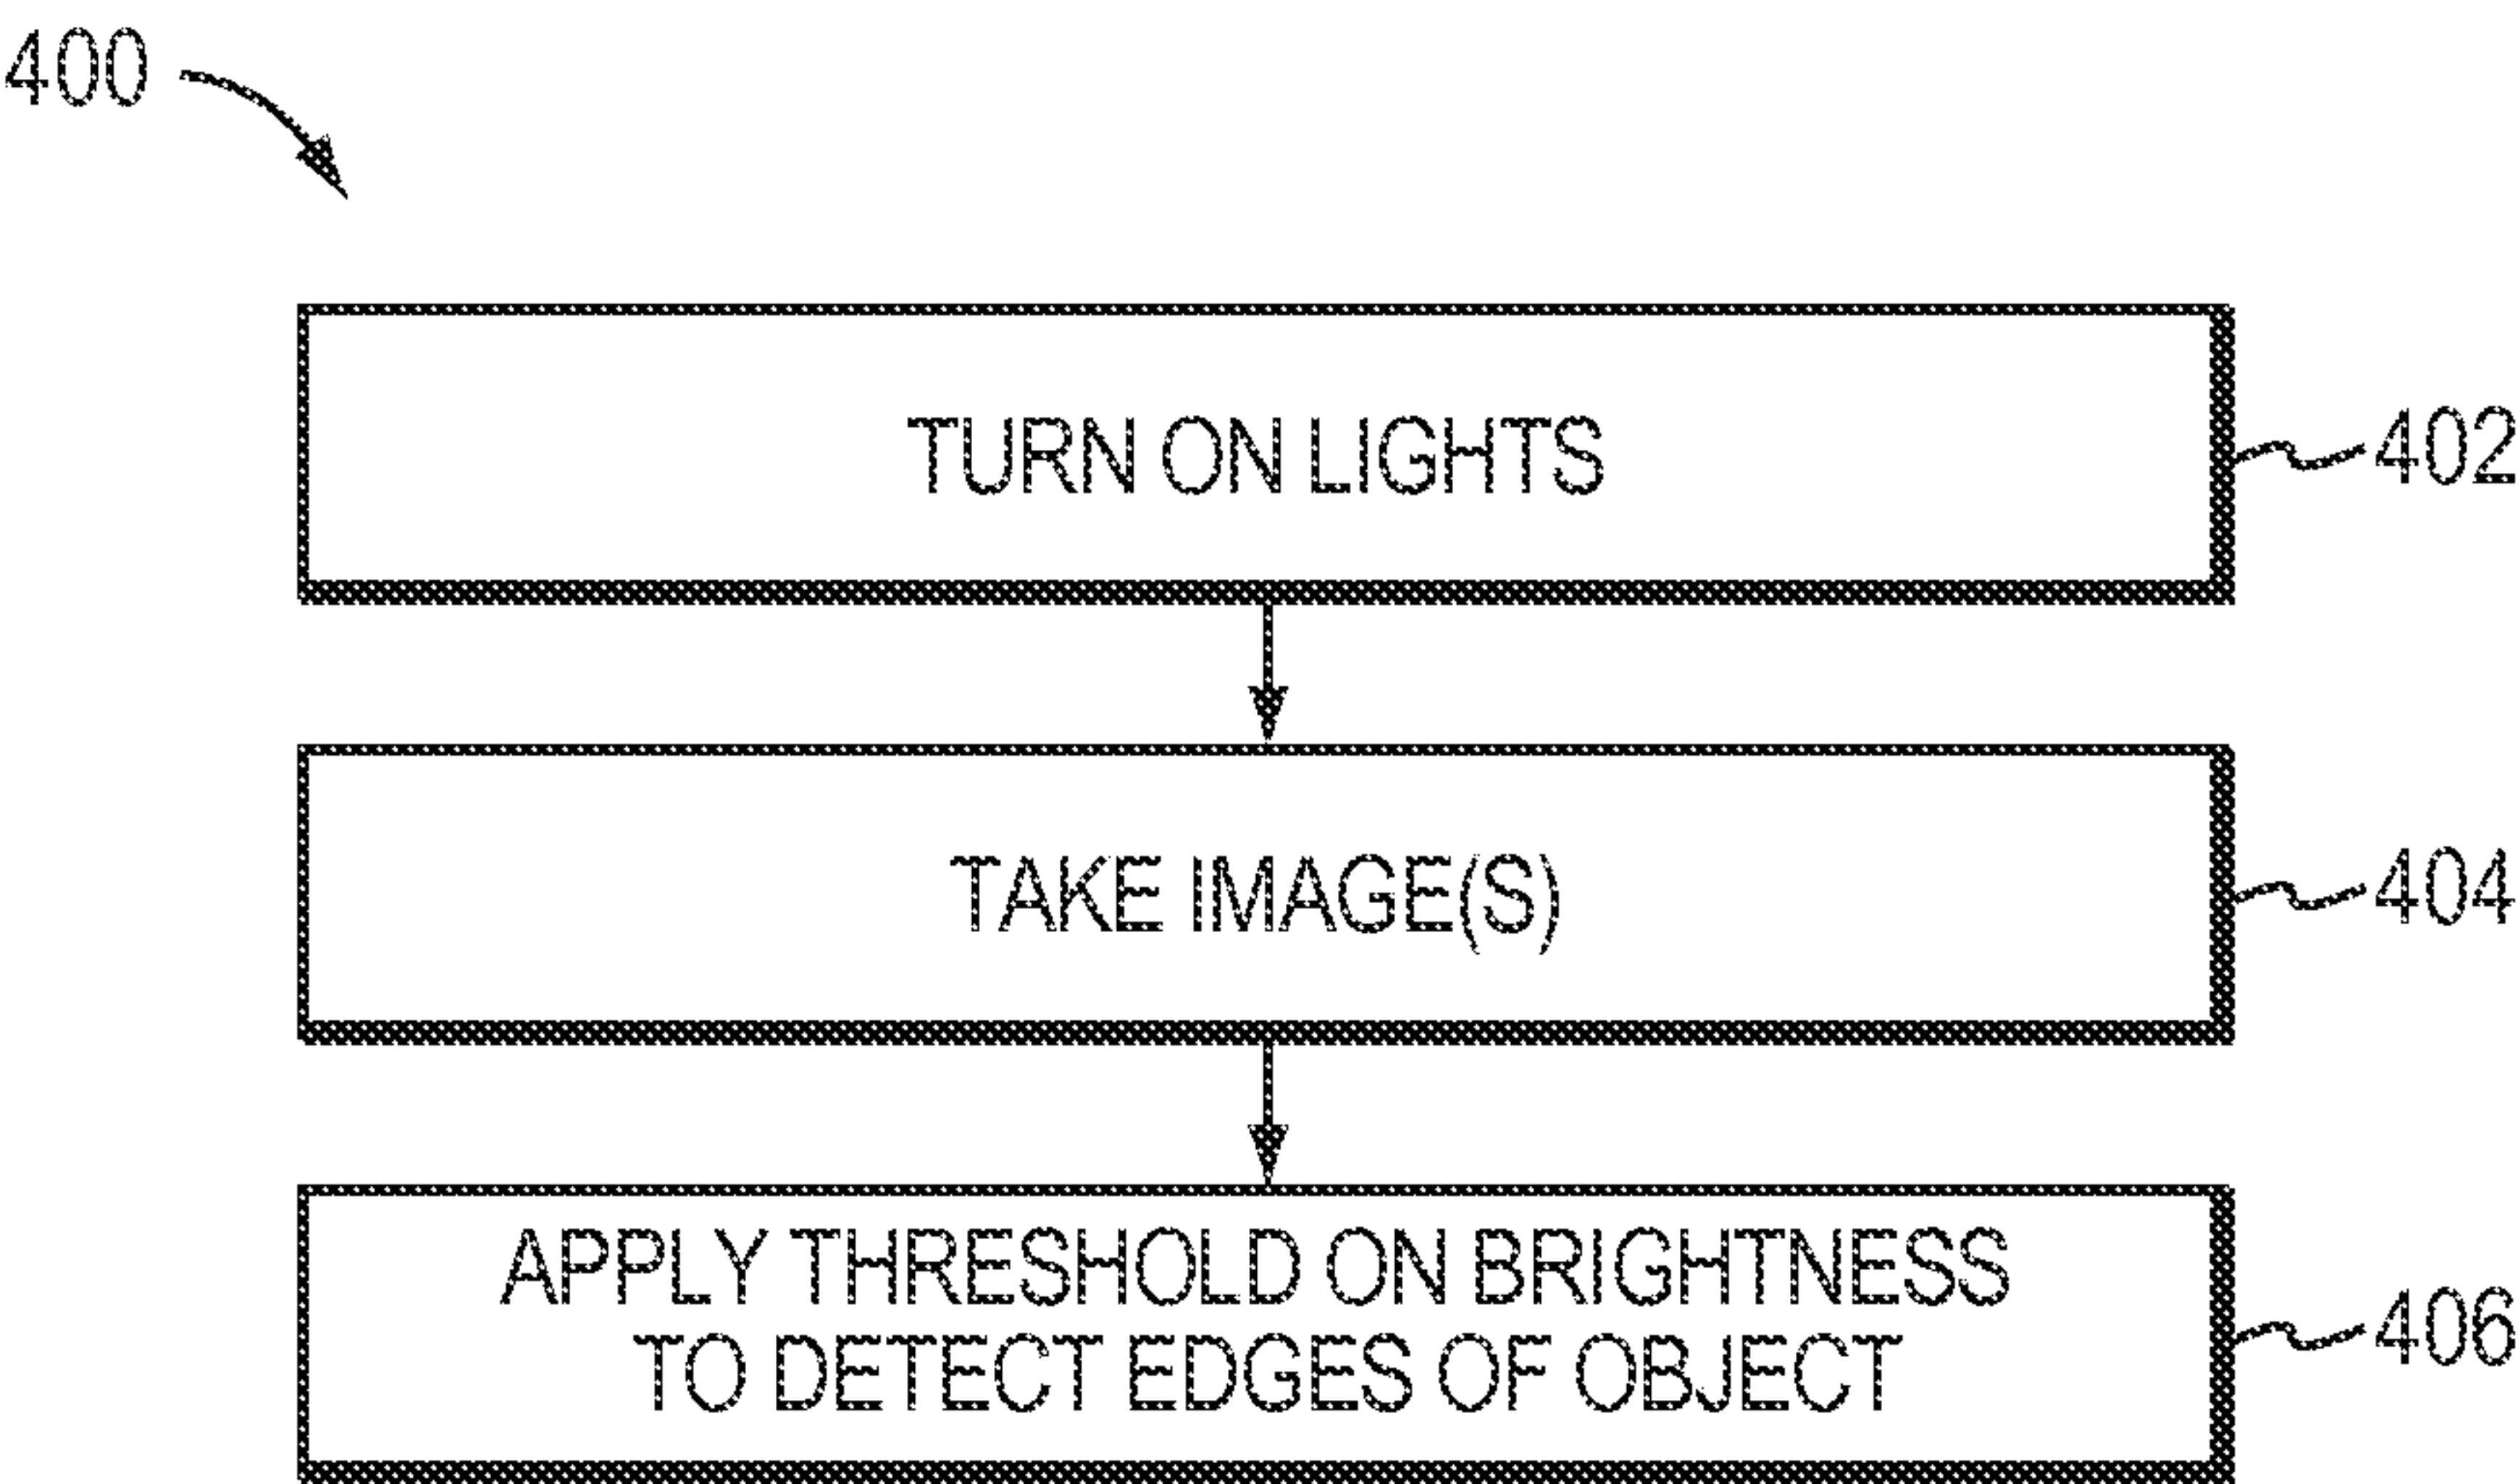 400
TURN ON LIGHTS
402
TAKE IMAGE(S)
404
APPLY THRESHOLD ON BRIGHTNESS
TO DETECT EDGES OF OBJECT
406